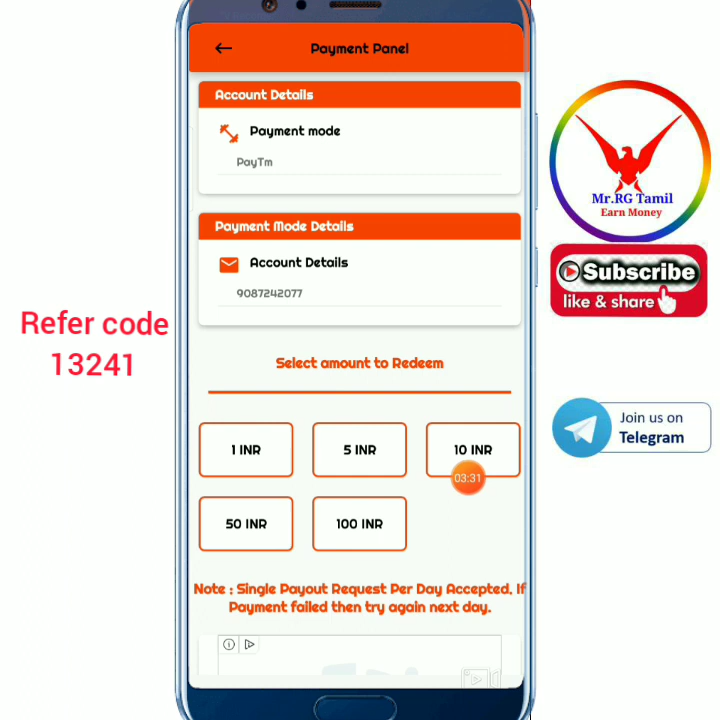 Payment Panel
Account Details
Payment mode
PayTm
Payment Mode Details
Account Details
9087242077
Select amount to Redeem
1 INR
5 INR
10 INR
03:31
50 INR
100 INR
Note : Single Payout Request Per Day Accepted. If
Payment failed then try again next day.
Refer code
13241
Mr.RG Tamil
Earn Money
Subscribe
like & share
Join us on
Telegram